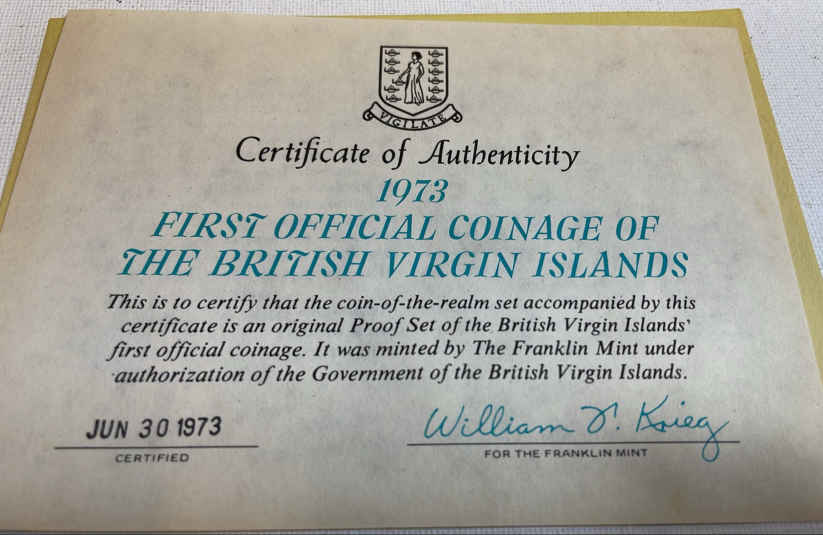 VIGILATE
Certificate of Authenticity
1973
FIRST OFFICIAL COINAGE OF
THE BRITISH VIRGIN ISLANDS
This is to certify that the coin-of-the-realm set accompanied by this
certificate is an original Proof Set of the British Virgin Islands'
first official coinage. It was minted by The Franklin Mint under
authorization of the Government of the British Virgin Islands.
JUN 30 1973
William T. Krieg
CERTIFIED
FOR THE FRANKLIN MINT